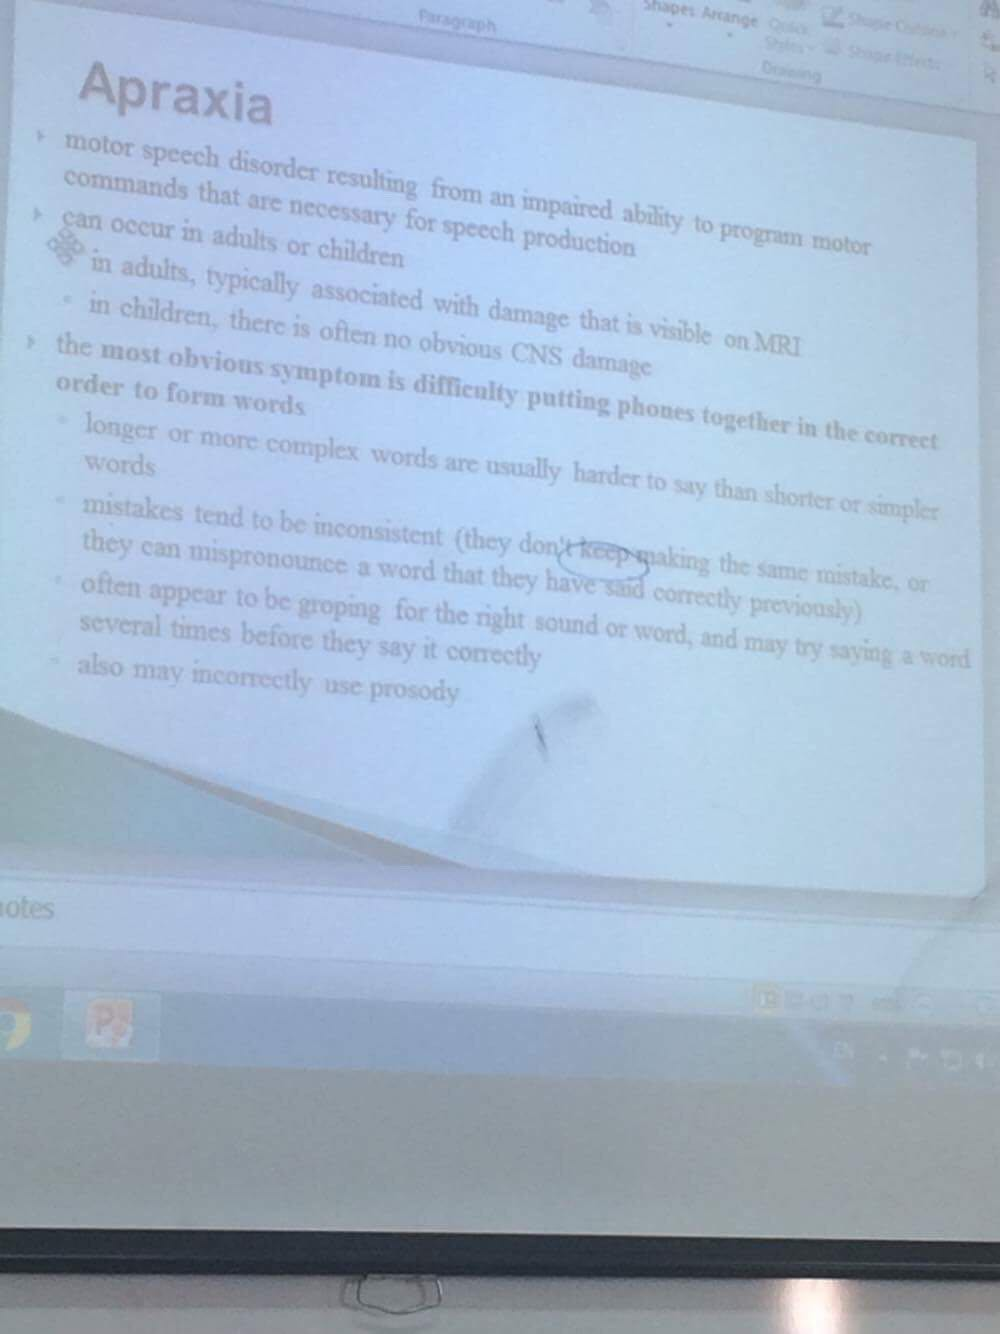 Paragraph
Shapes Arrange
Quick
Styles
Shape Effects
Drawing
Apraxia
motor speech disorder resulting from an impaired ability to program motor
commands that are necessary for speech production
can occur in adults or children
in adults, typically associated with damage that is visible on MRI
in children, there is often no obvious CNS damage
the most obvious symptom is difficulty putting phones together in the correct
order to form words
longer or more complex words are usually harder to say than shorter or simpler
words
mistakes tend to be inconsistent (they don't keep making the same mistake, or
they can mispronounce a word that they have said correctly previously)
often appear to be groping for the right sound or word, and may try saying a word
several times before they say it correctly
also may incorrectly use prosody
notes
EN